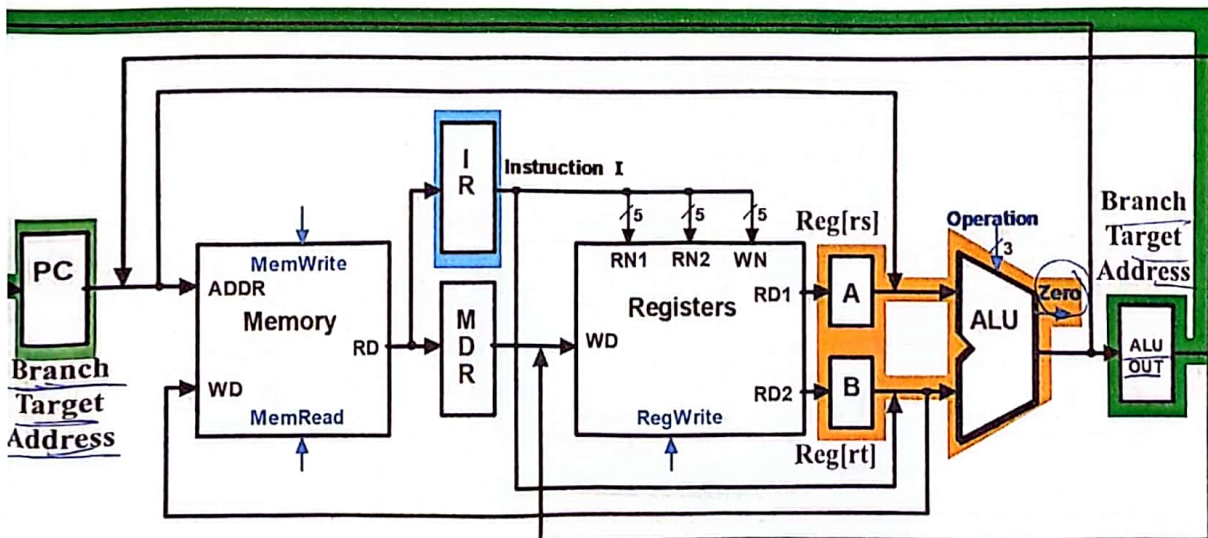 I
R
Instruction I
5
5
5
Reg[rs]
Operation
3
Branch
Target
Address
PC
MemWrite
ADDR
Memory
RD
WD
MemRead
M
D
R
RN1
RN2
WN
Registers
RD1
WD
RD2
RegWrite
A
B
Zero
ALU
ALU
OUT
Branch
Target
Address
Reg[rt]